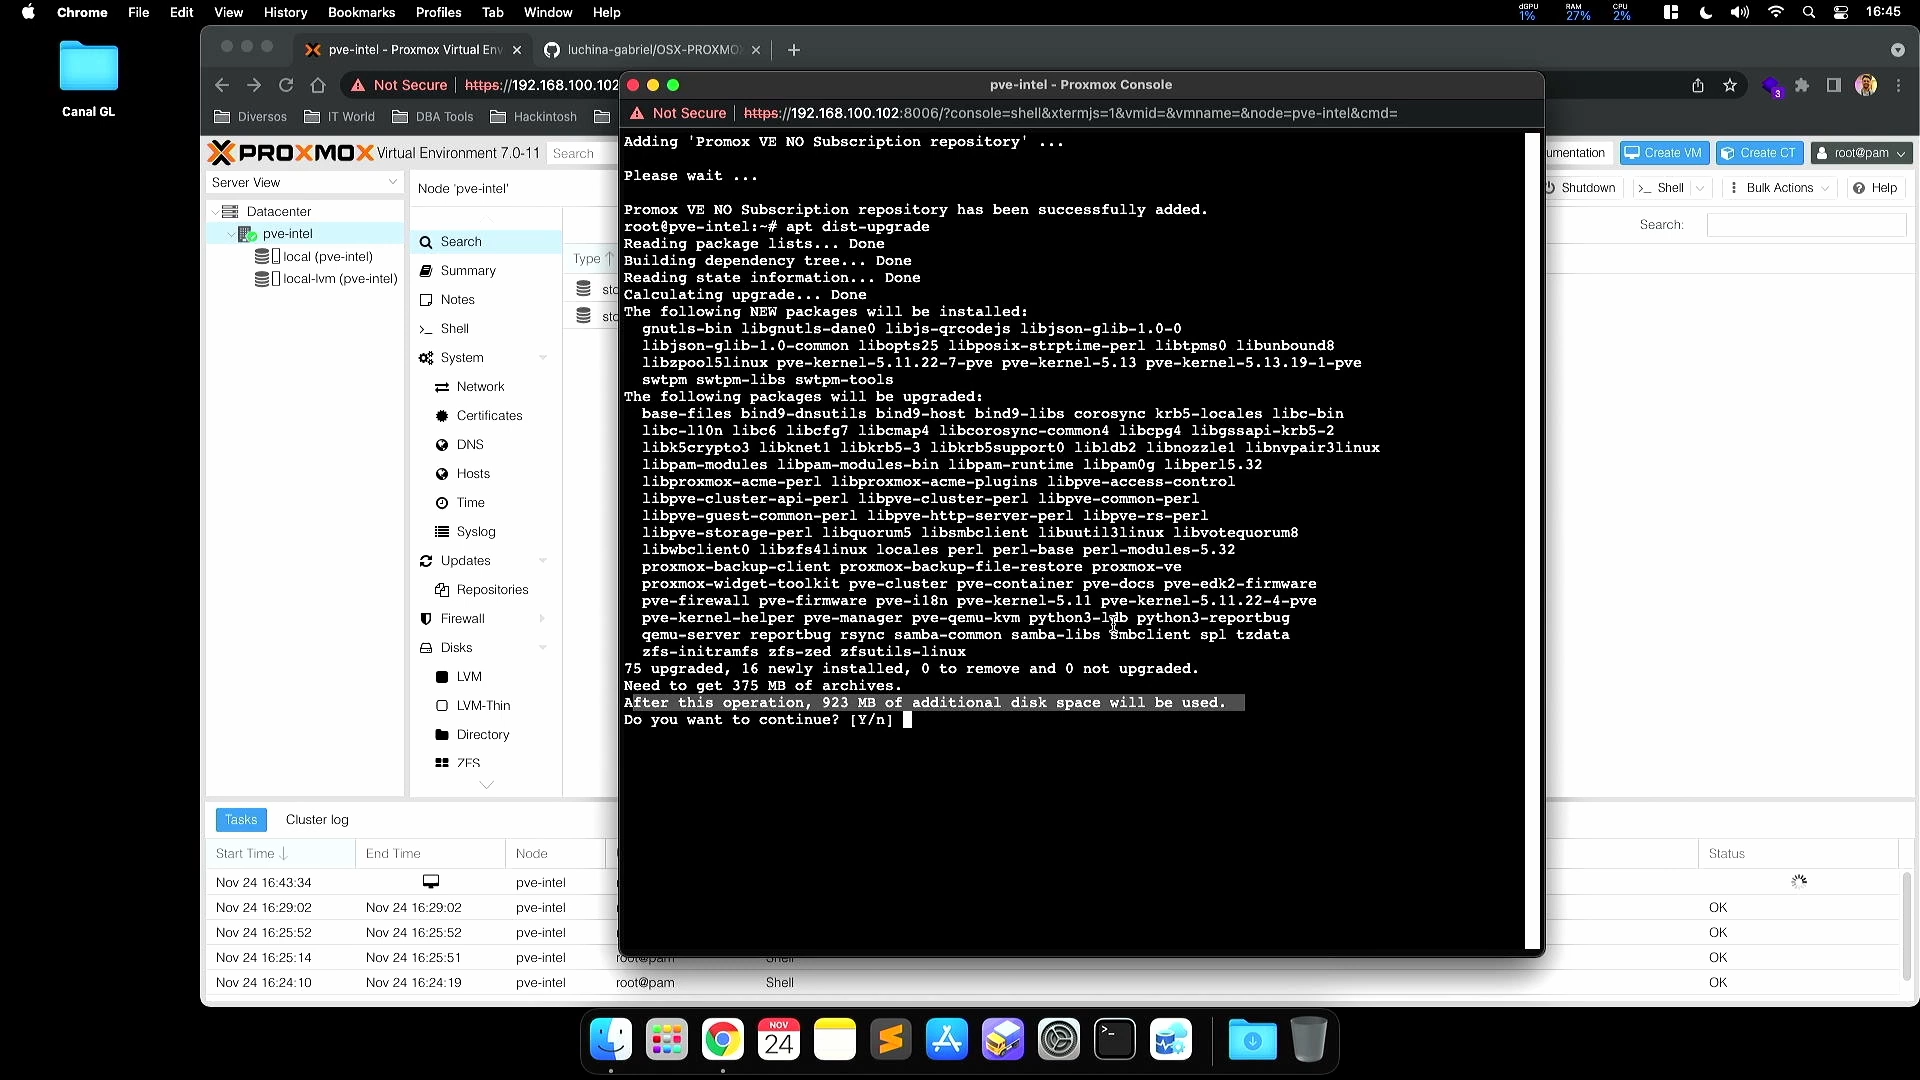 Chrome File Edit View History Bookmarks Profiles Tab Window Help
dGPU 1% RAM 27% CPU 2% 16:45
Canal GL
pve-intel - Proxmox Virtual Env
luchina-gabriel/OSX-PROXMO
Not Secure https://192.168.100.102
3
Diversos IT World DBA Tools Hackintosh
pve-intel - Proxmox Console
Not Secure https://192.168.100.102:8006/?console=shell&xtermjs=1&vmid=&vmname=&node=pve-intel&cmd=
PROXMOX Virtual Environment 7.0-11 Search
umentation Create VM Create CT root@pam
Server View
Node 'pve-intel'
Shutdown Shell Bulk Actions Help
Search:
Datacenter
pve-intel
local (pve-intel)
local-lvm (pve-intel)
Search
Summary
Notes
Shell
System
Network
Certificates
DNS
Hosts
Time
Syslog
Updates
Repositories
Firewall
Disks
LVM
LVM-Thin
Directory
ZFS
Type
sto
sto
Adding 'Promox VE NO Subscription repository' ...
Please wait ...
Promox VE NO Subscription repository has been successfully added.
root@pve-intel:~# apt dist-upgrade
Reading package lists... Done
Building dependency tree... Done
Reading state information... Done
Calculating upgrade... Done
The following NEW packages will be installed:
gnutls-bin libgnutls-dane0 libjs-qrcodejs libjson-glib-1.0-0
libjson-glib-1.0-common libopts25 libposix-strptime-perl libtpms0 libunbound8
libzpool5linux pve-kernel-5.11.22-7-pve pve-kernel-5.13 pve-kernel-5.13.19-1-pve
swtpm swtpm-libs swtpm-tools
The following packages will be upgraded:
base-files bind9-dnsutils bind9-host bind9-libs corosync krb5-locales libc-bin
libc-l10n libc6 libcfg7 libcmap4 libcorosync-common4 libcpg4 libgssapi-krb5-2
libk5crypto3 libknet1 libkrb5-3 libkrb5support0 libldb2 libnozzle1 libnvpair3linux
libpam-modules libpam-modules-bin libpam-runtime libpam0g libperl5.32
libproxmox-acme-perl libproxmox-acme-plugins libpve-access-control
libpve-cluster-api-perl libpve-cluster-perl libpve-common-perl
libpve-guest-common-perl libpve-http-server-perl libpve-rs-perl
libpve-storage-perl libquorum5 libsmbclient libuutil3linux libvotequorum8
libwbclient0 libzfs4linux locales perl perl-base perl-modules-5.32
proxmox-backup-client proxmox-backup-file-restore proxmox-ve
proxmox-widget-toolkit pve-cluster pve-container pve-docs pve-edk2-firmware
pve-firewall pve-firmware pve-i18n pve-kernel-5.11 pve-kernel-5.11.22-4-pve
pve-kernel-helper pve-manager pve-qemu-kvm python3-ldb python3-reportbug
qemu-server reportbug rsync samba-common samba-libs smbclient spl tzdata
zfs-initramfs zfs-zed zfsutils-linux
75 upgraded, 16 newly installed, 0 to remove and 0 not upgraded.
Need to get 375 MB of archives.
After this operation, 923 MB of additional disk space will be used.
Do you want to continue? [Y/n]
Tasks Cluster log
Start Time End Time Node Status
Nov 24 16:43:34 pve-intel
Nov 24 16:29:02 Nov 24 16:29:02 pve-intel OK
Nov 24 16:25:52 Nov 24 16:25:52 pve-intel OK
Nov 24 16:25:14 Nov 24 16:25:51 pve-intel root@pam Shell OK
Nov 24 16:24:10 Nov 24 16:24:19 pve-intel root@pam Shell OK
NOV
24